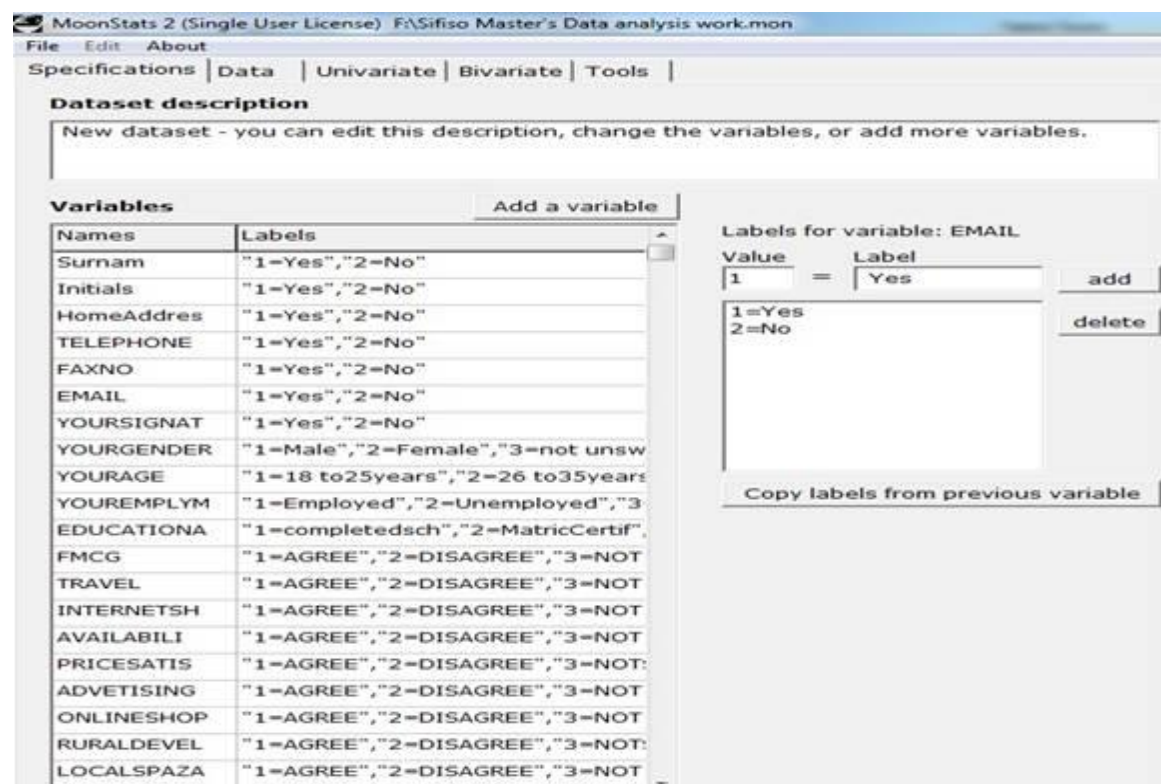 MoonStats 2 (Single User License) F:\Sifiso Master's Data analysis work.mon
File Edit About
Specifications Data Univariate Bivariate Tools
Dataset description
New dataset - you can edit this description, change the variables, or add more variables.
Variables Add a variable
Names Labels
Surnam "1=Yes","2=No"
Initials "1=Yes","2=No"
HomeAddres "1=Yes","2=No"
TELEPHONE "1=Yes","2=No"
FAXNO "1=Yes","2=No"
EMAIL "1=Yes","2=No"
YOURSIGNAT "1=Yes","2=No"
YOURGENDER "1=Male","2=Female","3=not unsw
YOURAGE "1=18 to25years","2=26 to35years
YOUREMPLYM "1=Employed","2=Unemployed","3
EDUCATIONA "1=completedsch","2=MatricCertif",
FMCG "1=AGREE","2=DISAGREE","3=NOT
TRAVEL "1=AGREE","2=DISAGREE","3=NOT
INTERNETSH "1=AGREE","2=DISAGREE","3=NOT
AVAILABILI "1=AGREE","2=DISAGREE","3=NOT
PRICESATIS "1=AGREE","2=DISAGREE","3=NOT
ADVETISING "1=AGREE","2=DISAGREE","3=NOT
ONLINESHOP "1=AGREE","2=DISAGREE","3=NOT
RURALDEVEL "1=AGREE","2=DISAGREE","3=NOT
LOCALSPAZA "1=AGREE","2=DISAGREE","3=NOT
Labels for variable: EMAIL
Value Label
1 = Yes add
1=Yes
2=No
delete
Copy labels from previous variable